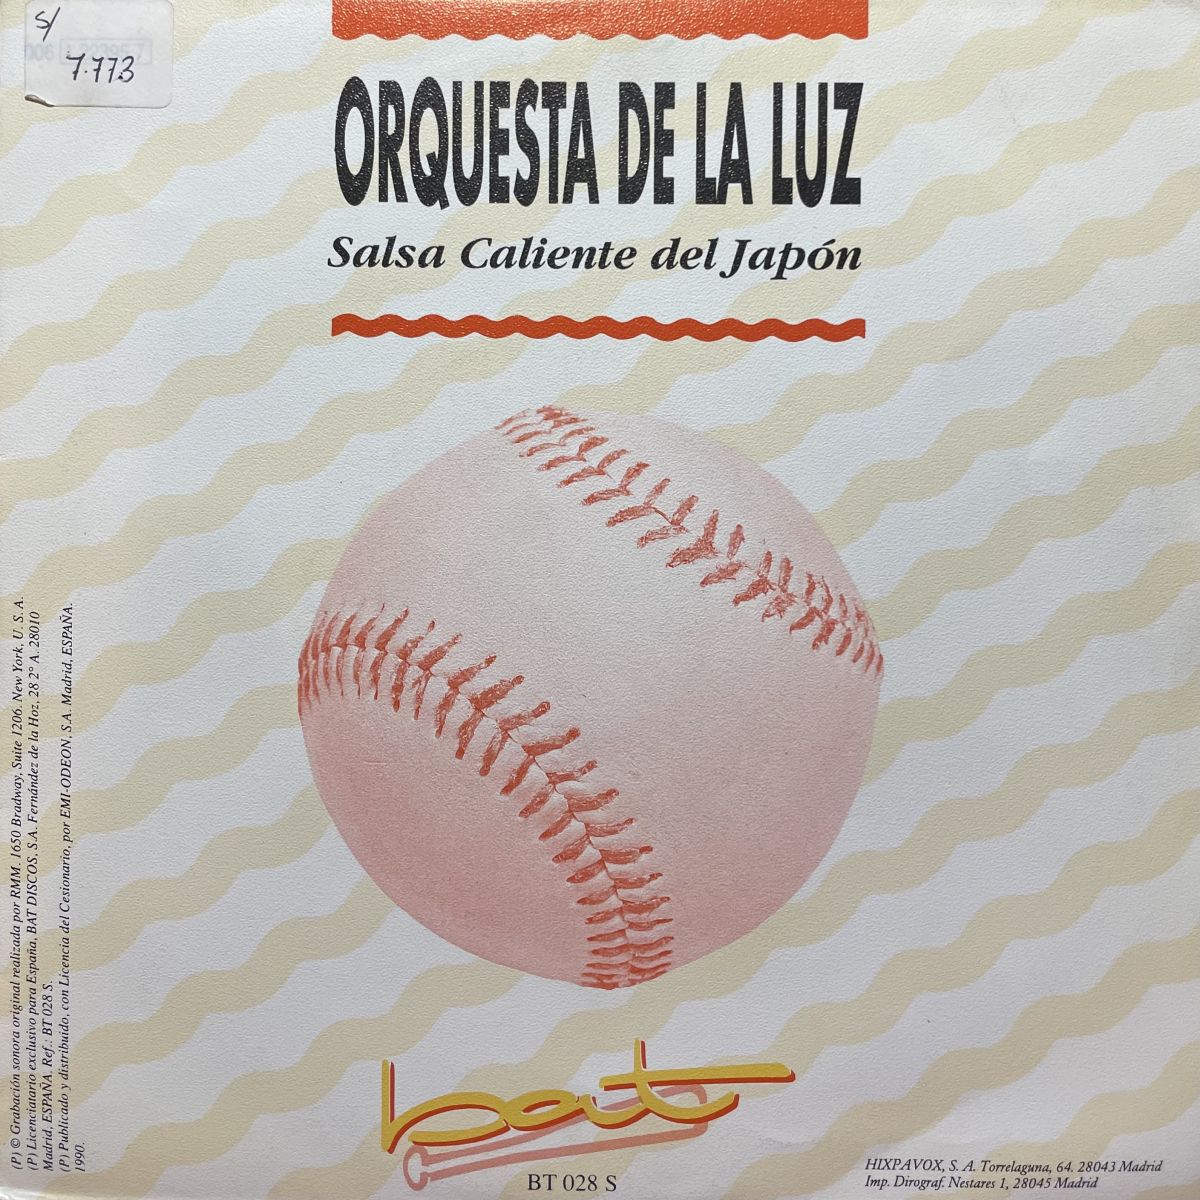 S/
006 122395 7
7.773
ORQUESTA DE LA LUZ
Salsa Caliente del Japón
(P) © Grabación sonora original realizada por RMM. 1650 Bradway, Suite 1206. New York, U. S. A.
(P) Licenciatario exclusivo para España, BAT DISCOS, S.A. Fernández de la Hoz, 28 2° A. 28010
Madrid, ESPAÑA. Ref.: BT 028 S.
(P) Publicado y distribuido, con Licencia del Cesionario, por EMI-ODEON, S.A. Madrid, ESPAÑA.
1990.
bat
BT 028 S
HIXPAVOX, S. A. Torrelaguna, 64. 28043 Madrid
Imp. Dirograf. Nestares 1, 28045 Madrid